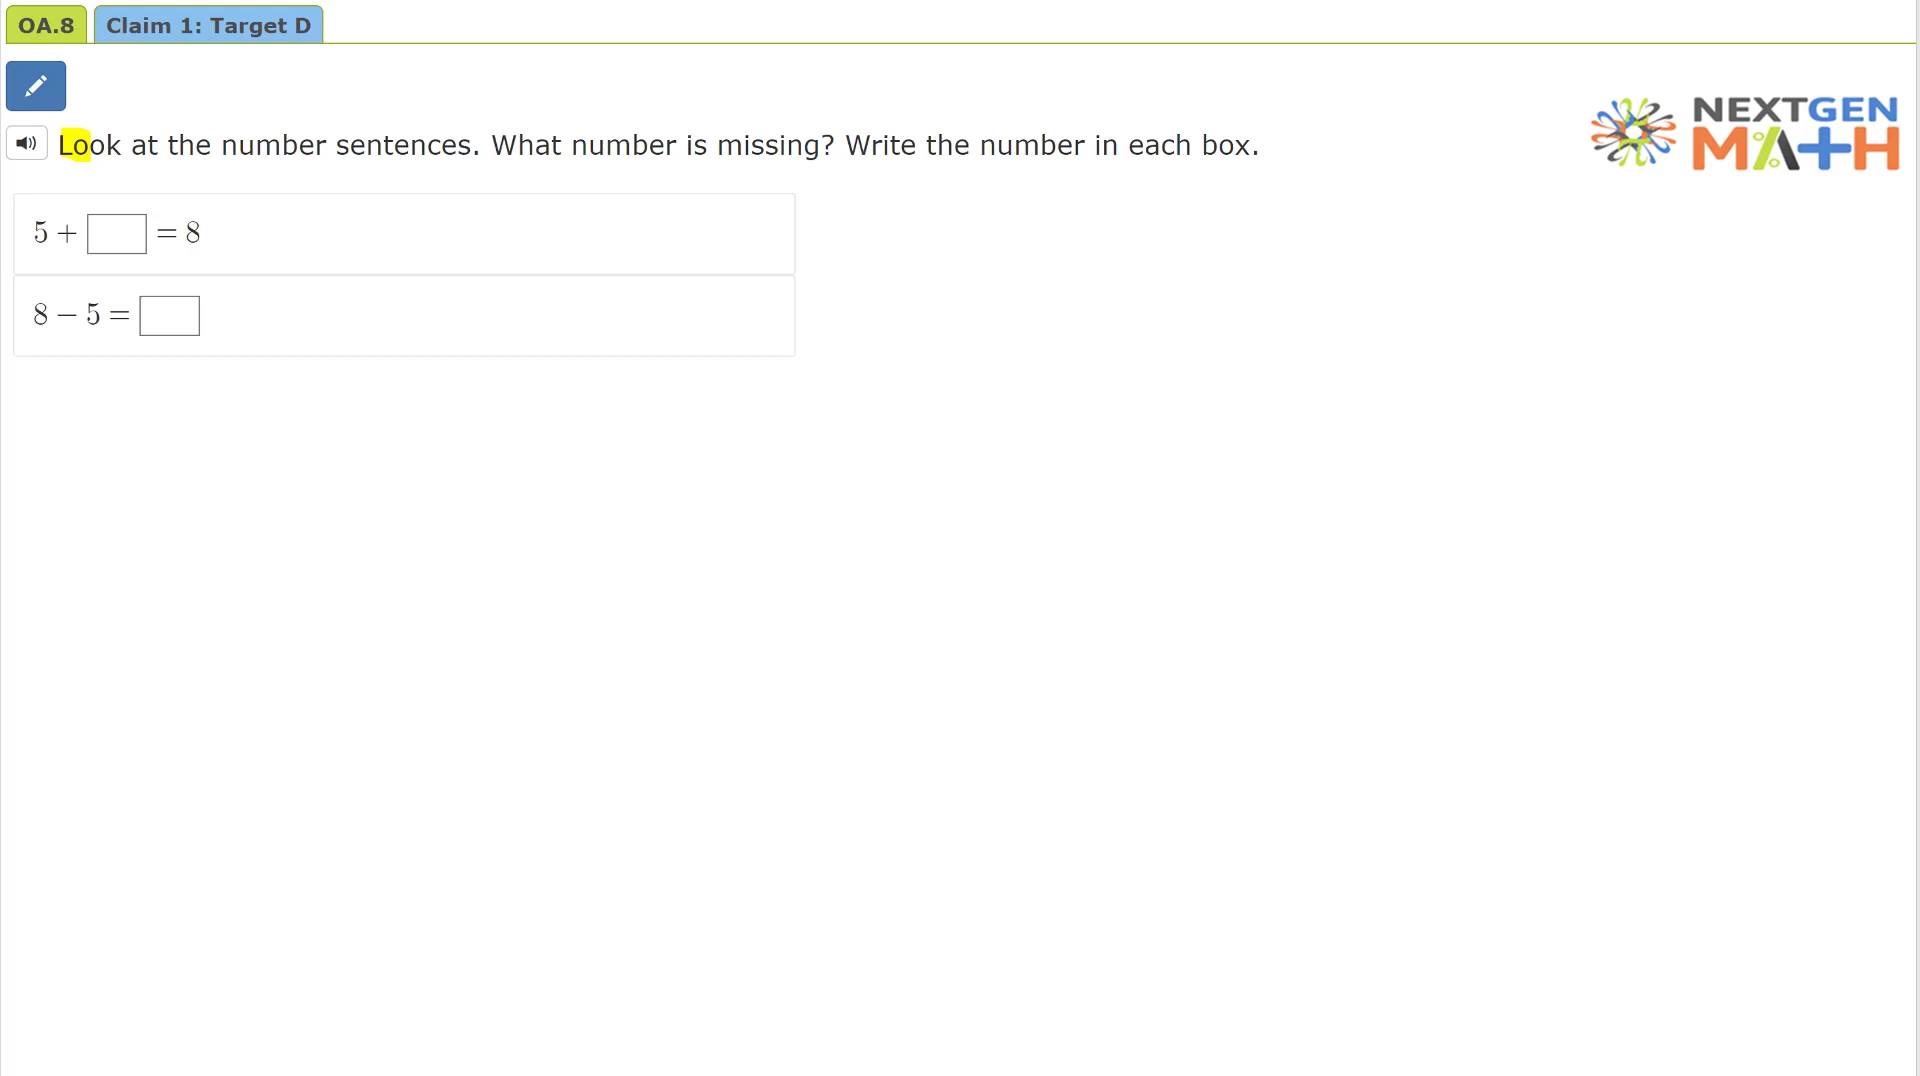 OA.8 Claim 1: Target D
NEXTGEN
MATH
Look at the number sentences. What number is missing? Write the number in each box.
5 + = 8
8 − 5 =